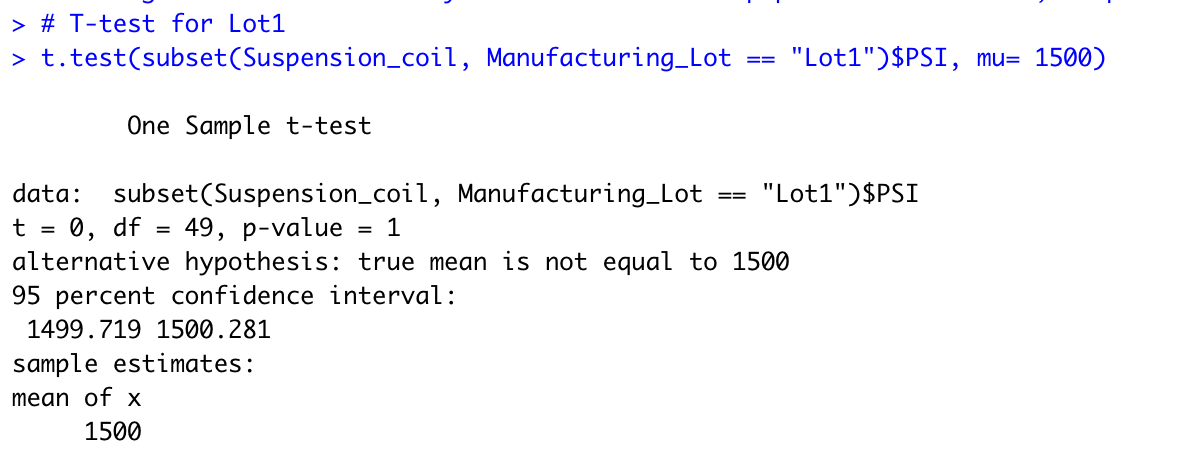 > # T-test for Lot1
> t.test(subset(Suspension_coil, Manufacturing_Lot == "Lot1")$PSI, mu= 1500)
One Sample t-test
data:  subset(Suspension_coil, Manufacturing_Lot == "Lot1")$PSI
t = 0, df = 49, p-value = 1
alternative hypothesis: true mean is not equal to 1500
95 percent confidence interval:
 1499.719 1500.281
sample estimates:
mean of x
     1500